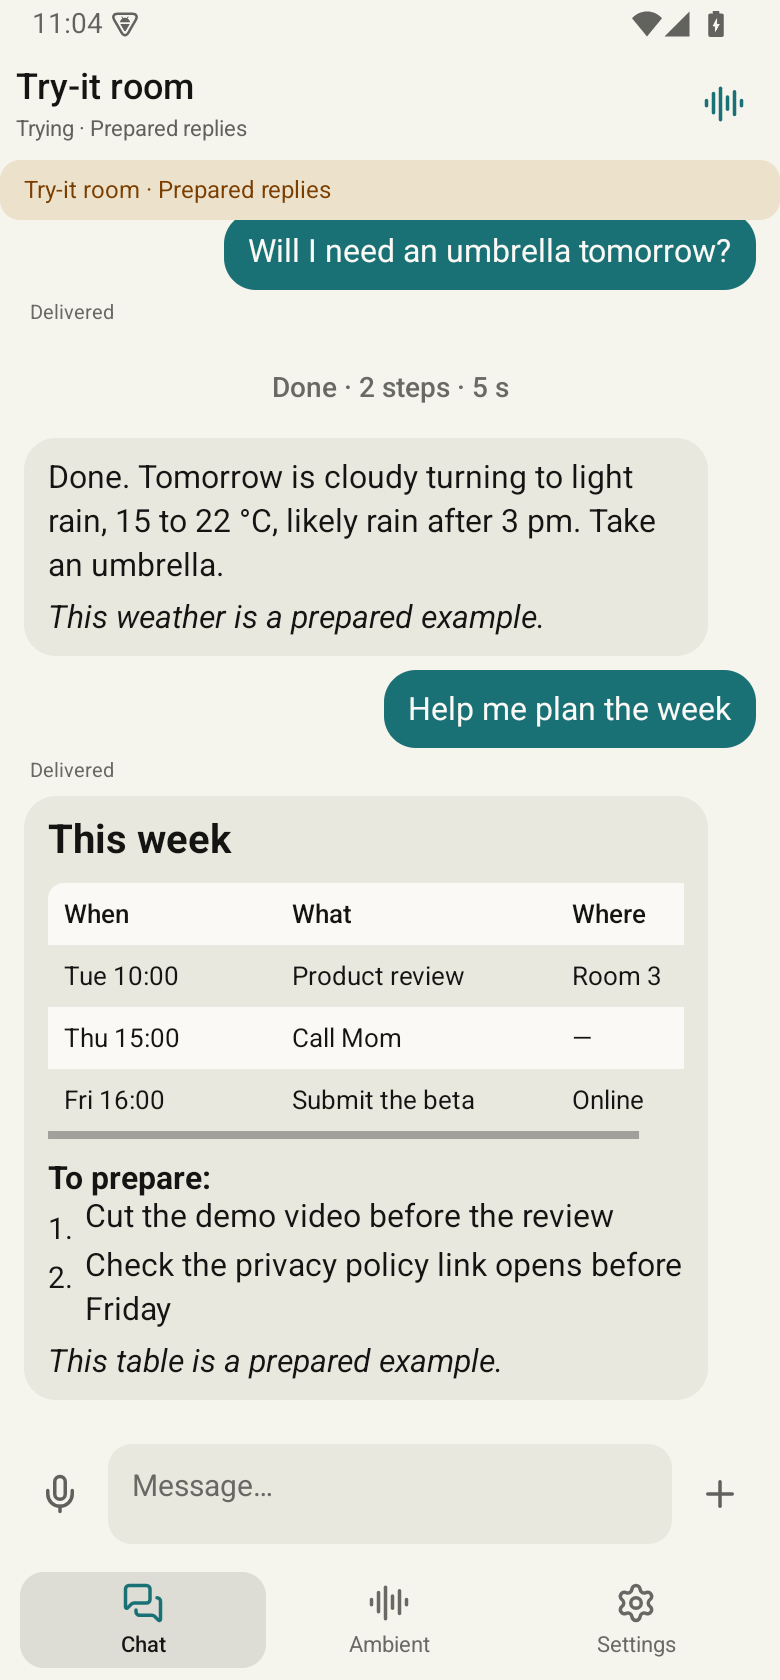 11:04
Try-it room
Trying · Prepared replies
Try-it room · Prepared replies
Will I need an umbrella tomorrow?
Delivered
Done · 2 steps · 5 s
Done. Tomorrow is cloudy turning to light
rain, 15 to 22 °C, likely rain after 3 pm. Take
an umbrella.
This weather is a prepared example.
Help me plan the week
Delivered
This week
When What Where
Tue 10:00 Product review Room 3
Thu 15:00 Call Mom —
Fri 16:00 Submit the beta Online
To prepare:
1. Cut the demo video before the review
2. Check the privacy policy link opens before
Friday
This table is a prepared example.
Message...
Chat Ambient Settings